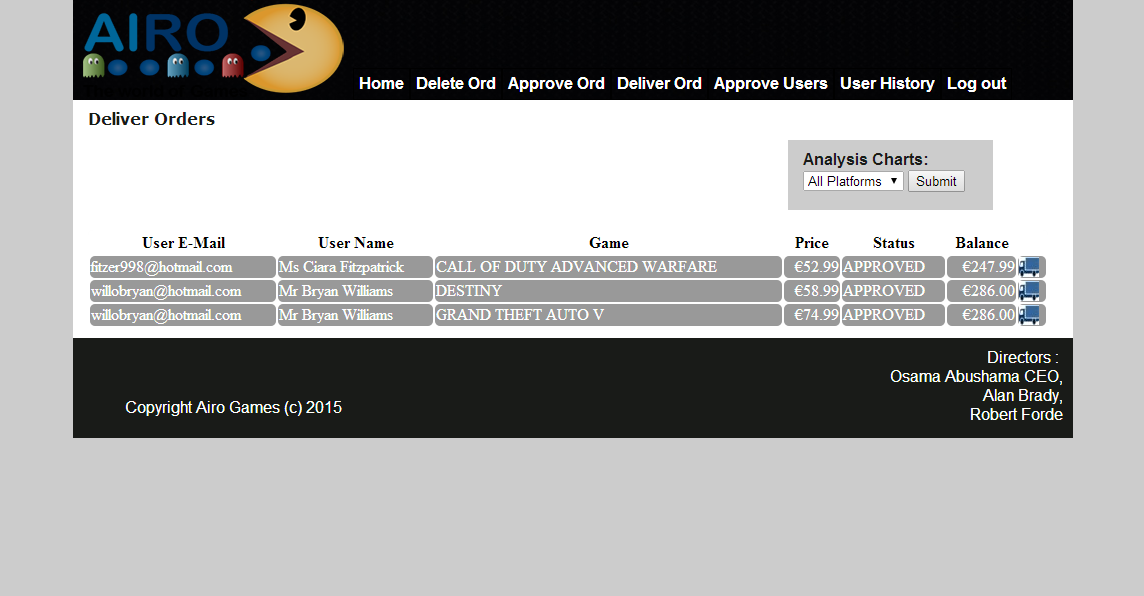 AIRO
Home Delete Ord Approve Ord Deliver Ord Approve Users User History Log out
Deliver Orders
Analysis Charts:
All Platforms Submit
User E-Mail User Name Game Price Status Balance
fitzer998@hotmail.com Ms Ciara Fitzpatrick CALL OF DUTY ADVANCED WARFARE €52.99 APPROVED €247.99
willobryan@hotmail.com Mr Bryan Williams DESTINY €58.99 APPROVED €286.00
willobryan@hotmail.com Mr Bryan Williams GRAND THEFT AUTO V €74.99 APPROVED €286.00
Directors :
Osama Abushama CEO,
Alan Brady,
Robert Forde
Copyright Airo Games (c) 2015